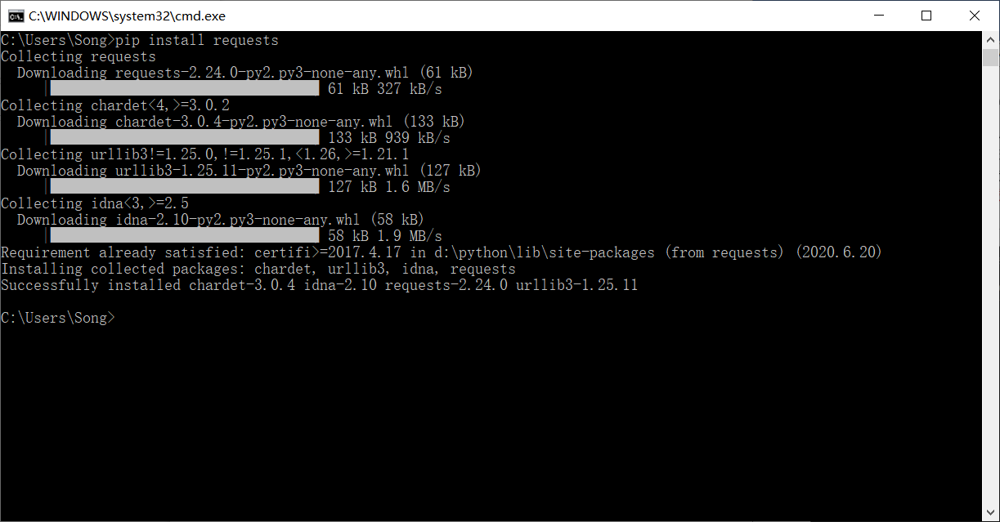 C:\WINDOWS\system32\cmd.exe
C:\Users\Song>pip install requests
Collecting requests
  Downloading requests-2.24.0-py2.py3-none-any.whl (61 kB)
     |████████████████████████████████| 61 kB 327 kB/s
Collecting chardet<4,>=3.0.2
  Downloading chardet-3.0.4-py2.py3-none-any.whl (133 kB)
     |████████████████████████████████| 133 kB 939 kB/s
Collecting urllib3!=1.25.0,!=1.25.1,<1.26,>=1.21.1
  Downloading urllib3-1.25.11-py2.py3-none-any.whl (127 kB)
     |████████████████████████████████| 127 kB 1.6 MB/s
Collecting idna<3,>=2.5
  Downloading idna-2.10-py2.py3-none-any.whl (58 kB)
     |████████████████████████████████| 58 kB 1.9 MB/s
Requirement already satisfied: certifi>=2017.4.17 in d:\python\lib\site-packages (from requests) (2020.6.20)
Installing collected packages: chardet, urllib3, idna, requests
Successfully installed chardet-3.0.4 idna-2.10 requests-2.24.0 urllib3-1.25.11
C:\Users\Song>